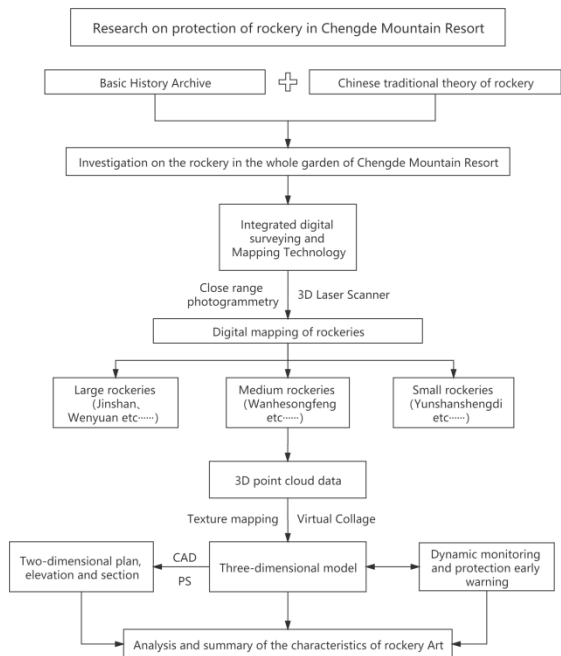 Research on protection of rockery in Chengde Mountain Resort
Basic History Archive
Chinese traditional theory of rockery
Investigation on the rockery in the whole garden of Chengde Mountain Resort
Integrated digital
surveying and
Mapping Technology
Close range
photogrammetry
3D Laser Scanner
Digital mapping of rockeries
Large rockeries
(Jinshan、
Wenyuan etc……)
Medium rockeries
(Wanhesongfeng
etc……)
Small rockeries
(Yunshanshengdi
etc……)
3D point cloud data
Texture mapping
Virtual Collage
Two-dimensional plan,
elevation and section
CAD
PS
Three-dimensional model
Dynamic monitoring
and protection early
warning
Analysis and summary of the characteristics of rockery Art